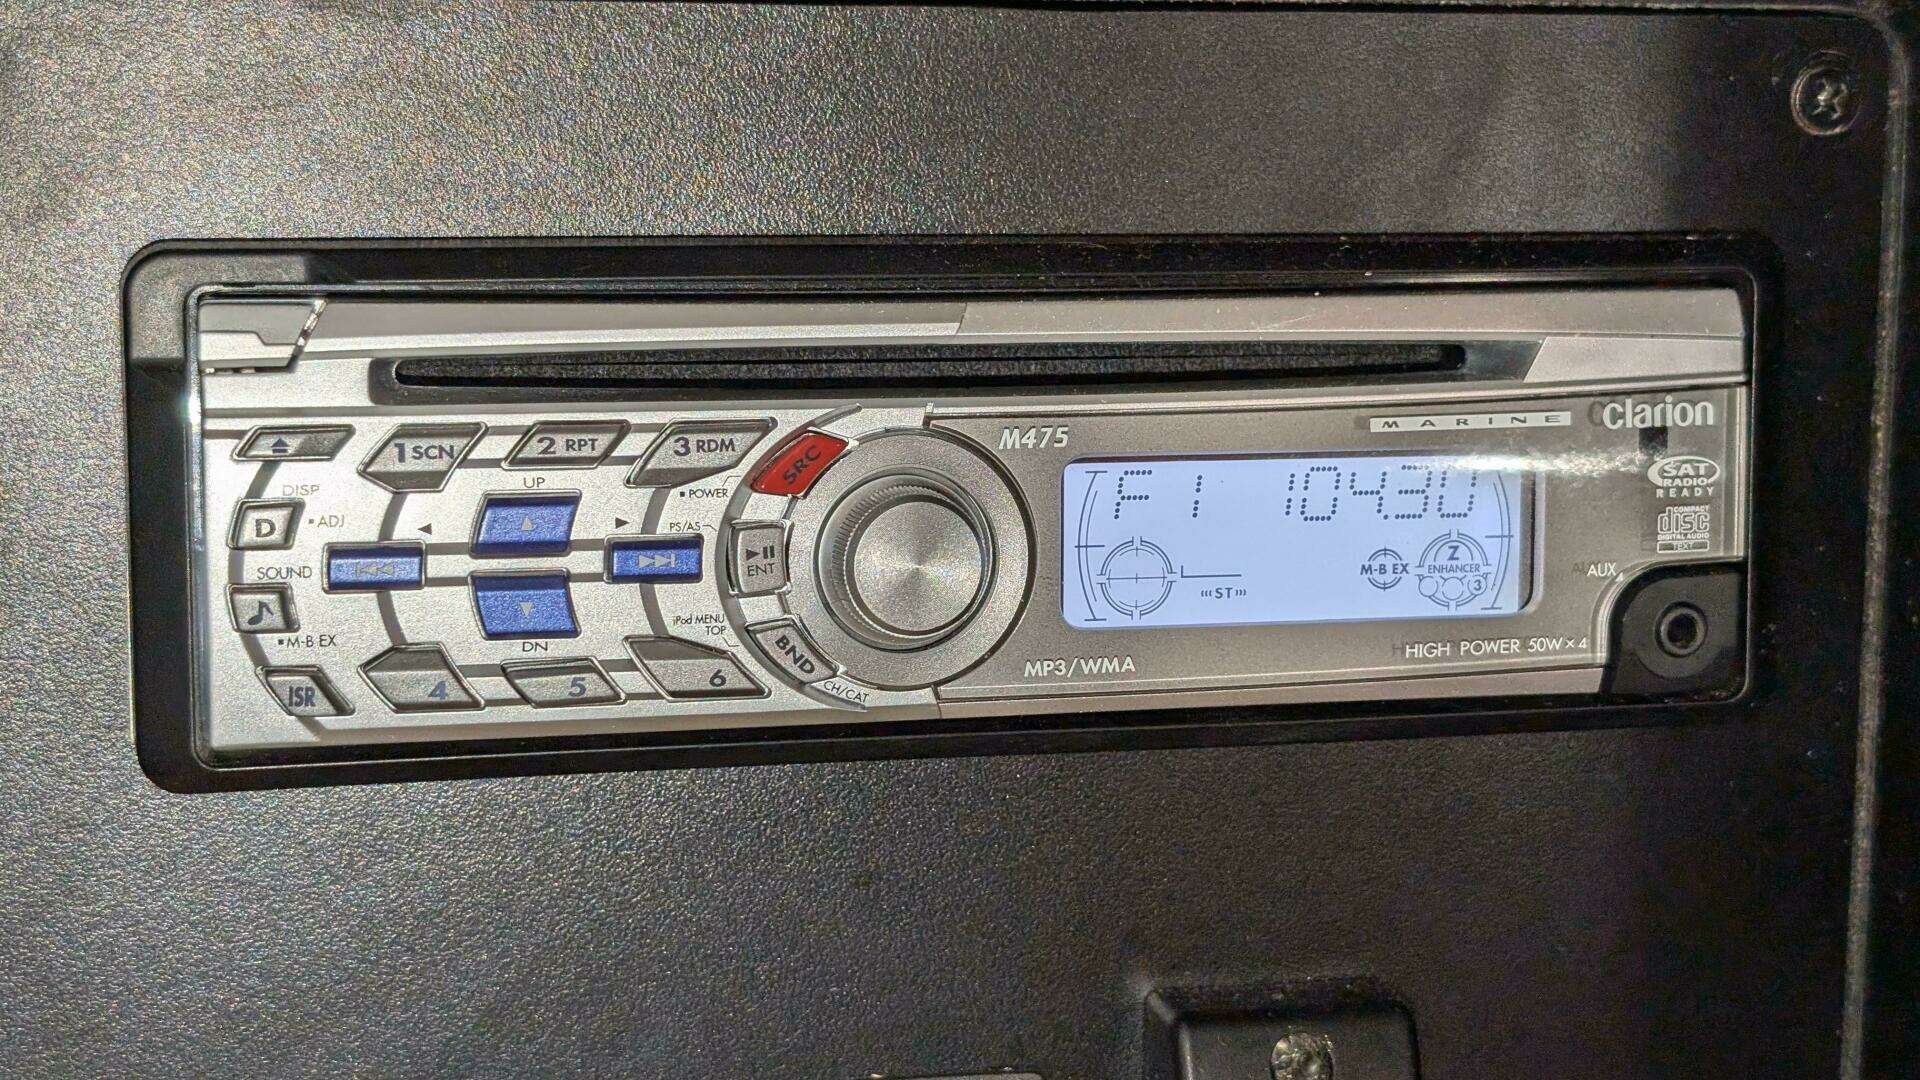 M475
MARINE
clarion
1 SCN
2 RPT
3 RDM
SRC
POWER
UP
DISP
D
ADJ
PS/AS
ENT
SOUND
M-B EX
DN
iPod MENU
TOP
BND
CH/CAT
ISR
4
5
6
F1 104.30
ST
M-B EX
Z
ENHANCER
3
MP3/WMA
HIGH POWER 50W×4
AUX
SAT
RADIO
READY
COMPACT
disc
DIGITAL AUDIO
TEXT